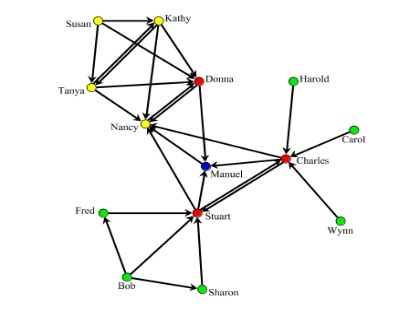 Susan
Kathy
Tanya
Donna
Harold
Nancy
Carol
Charles
Manuel
Fred
Stuart
Wynn
Bob
Sharon